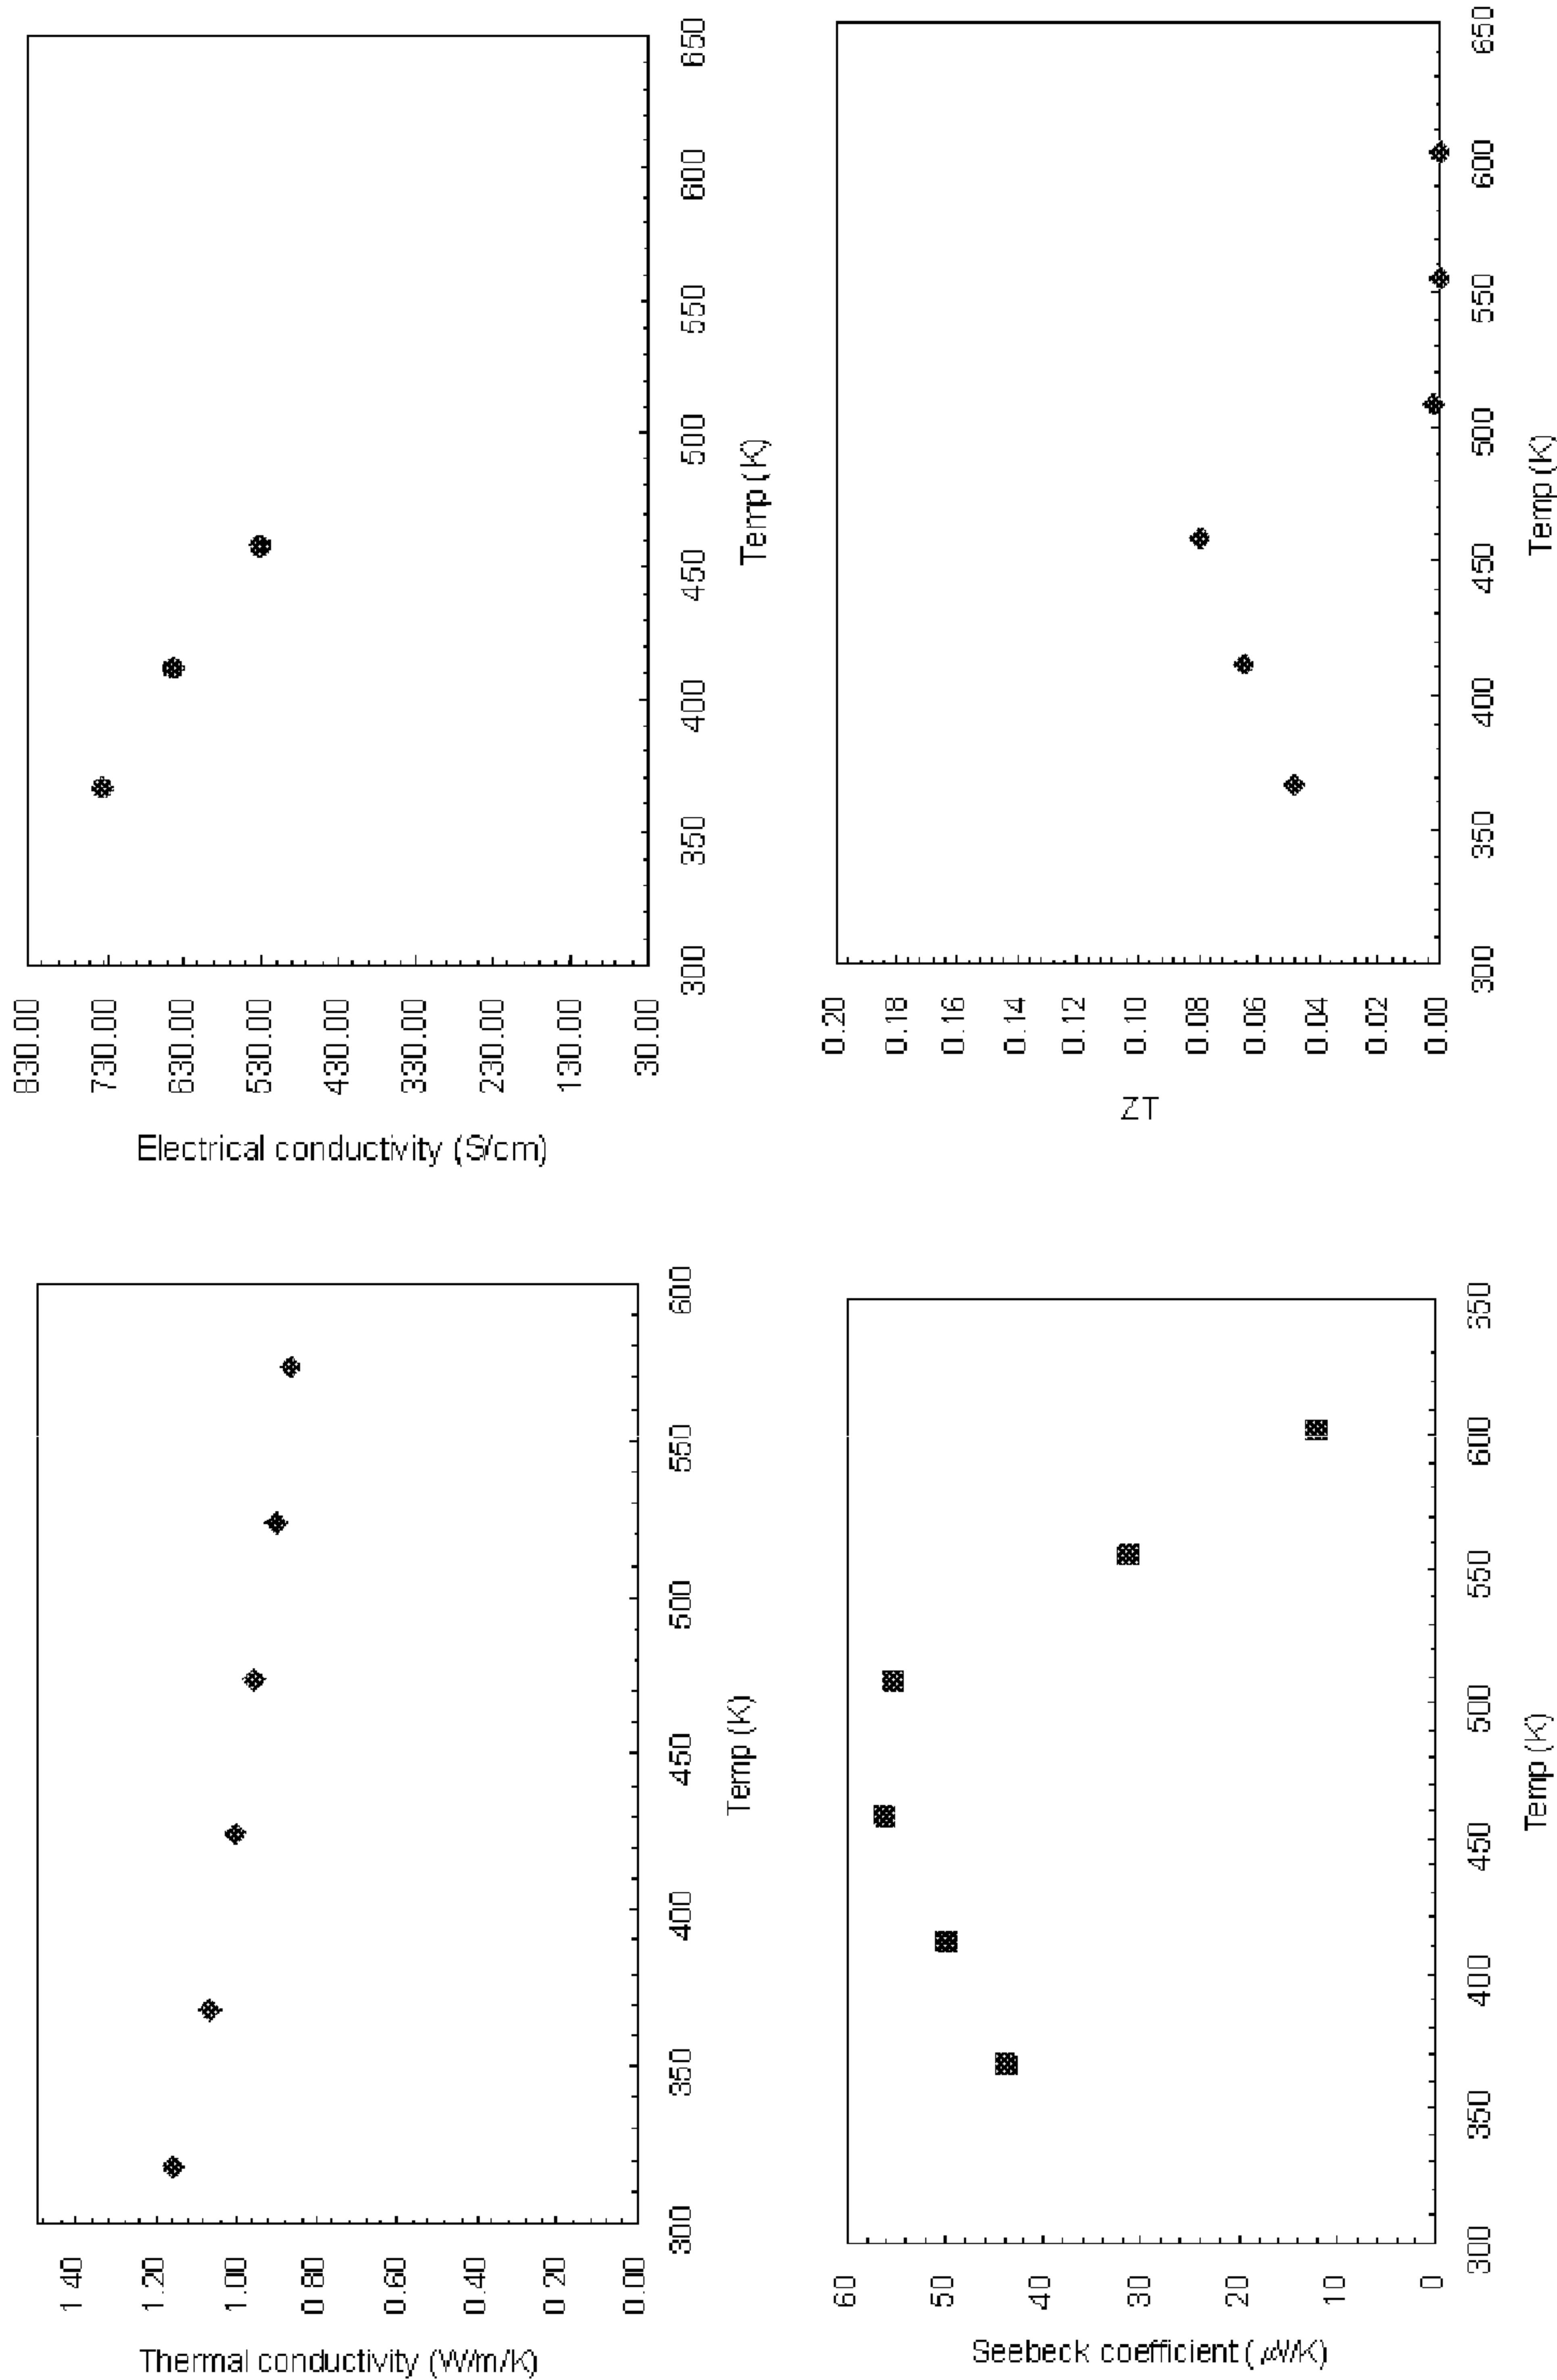 Thermal conductivity (W/m/K)
1.40
1.20
1.00
0.80
0.60
0.40
0.20
0.00
300 350 400 450 500 550 600
Temp (K)
Electrical conductivity (S/cm)
830.00
730.00
630.00
530.00
430.00
330.00
230.00
130.00
30.00
300 350 400 450 500 550 600 650
Temp (K)
Seebeck coefficient ( μV/K)
60
50
40
30
20
10
0
300 350 400 450 500 550 600 350
Temp (K)
ZT
0.20
0.18
0.16
0.14
0.12
0.10
0.08
0.06
0.04
0.02
0.00
300 350 400 450 500 550 600 650
Temp (K)